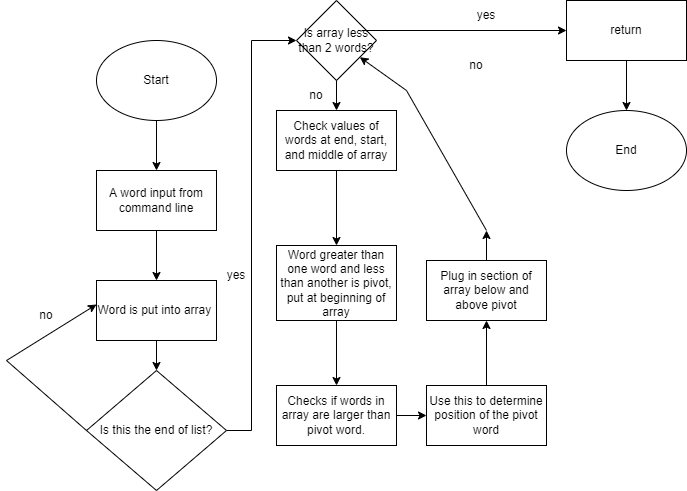 Start
A word input from
command line
Word is put into array
no
Is this the end of list?
yes
Is array less
than 2 words?
yes
no
no
Check values of
words at end, start,
and middle of array
Word greater than
one word and less
than another is pivot,
put at beginning of
array
Checks if words in
array are larger than
pivot word.
Use this to determine
position of the pivot
word
Plug in section of
array below and
above pivot
return
End